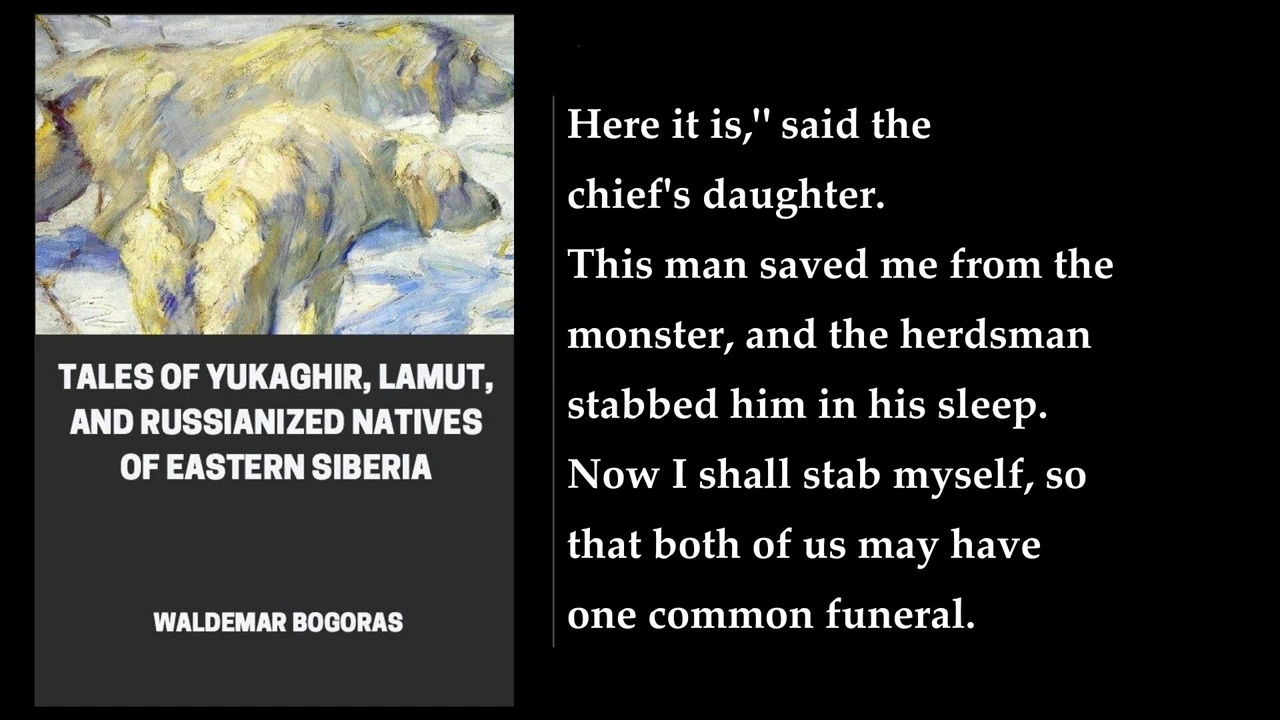 TALES OF YUKAGHIR, LAMUT,
AND RUSSIANIZED NATIVES
OF EASTERN SIBERIA
WALDEMAR BOGORAS
Here it is," said the
chief's daughter.
This man saved me from the
monster, and the herdsman
stabbed him in his sleep.
Now I shall stab myself, so
that both of us may have
one common funeral.